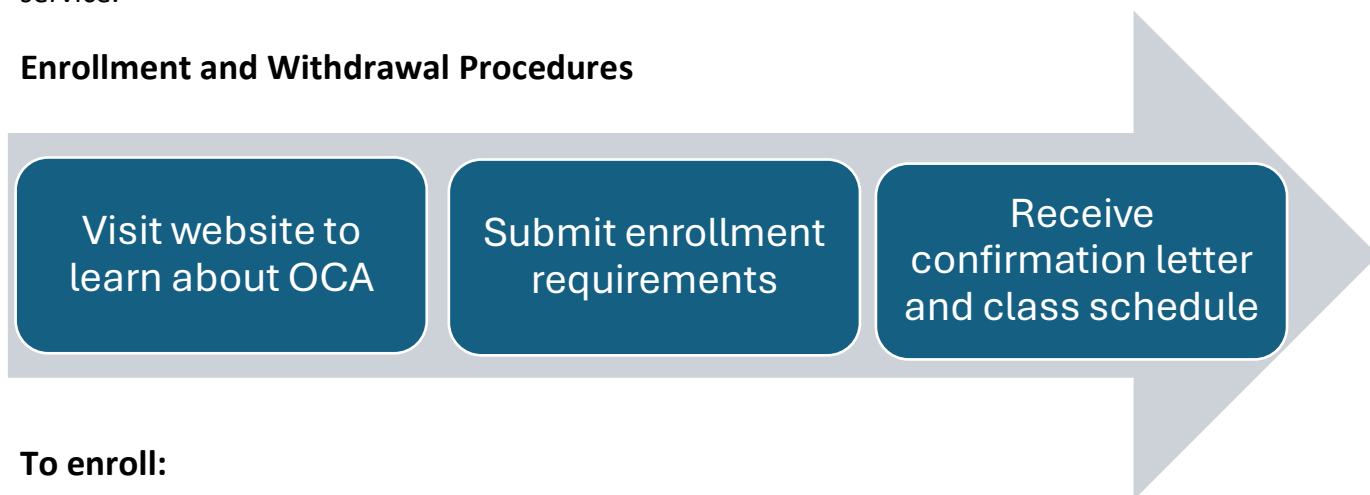 service.
Enrollment and Withdrawal Procedures
Visit website to
learn about OCA
Submit enrollment
requirements
Receive
confirmation letter
and class schedule
To enroll: